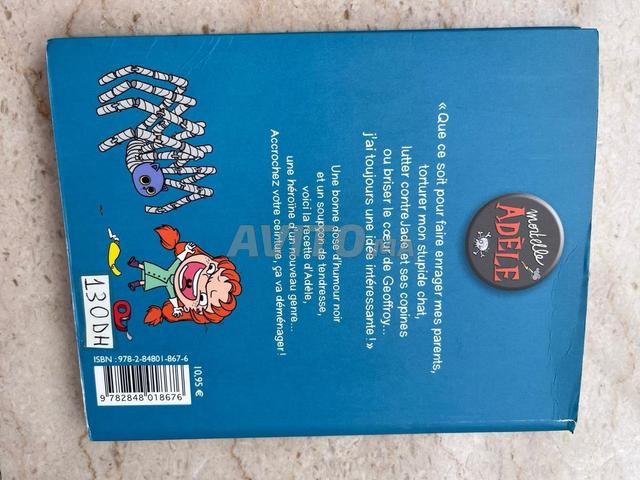 mortelle
ADÈLE
« Que ce soit pour faire enrager mes parents,
torturer mon stupide chat,
lutter contre Jade et ses copines
ou briser le cœur de Geoffroy...
j'ai toujours une idée intéressante ! »
Une bonne dose d'humour noir
et un soupçon de tendresse,
voici la recette d'Adèle,
une héroïne d'un nouveau genre...
Accrochez votre ceinture, ça va déménager !
130DH
ISBN : 978-2-84801-867-6
9 782848 018676
10.95 €